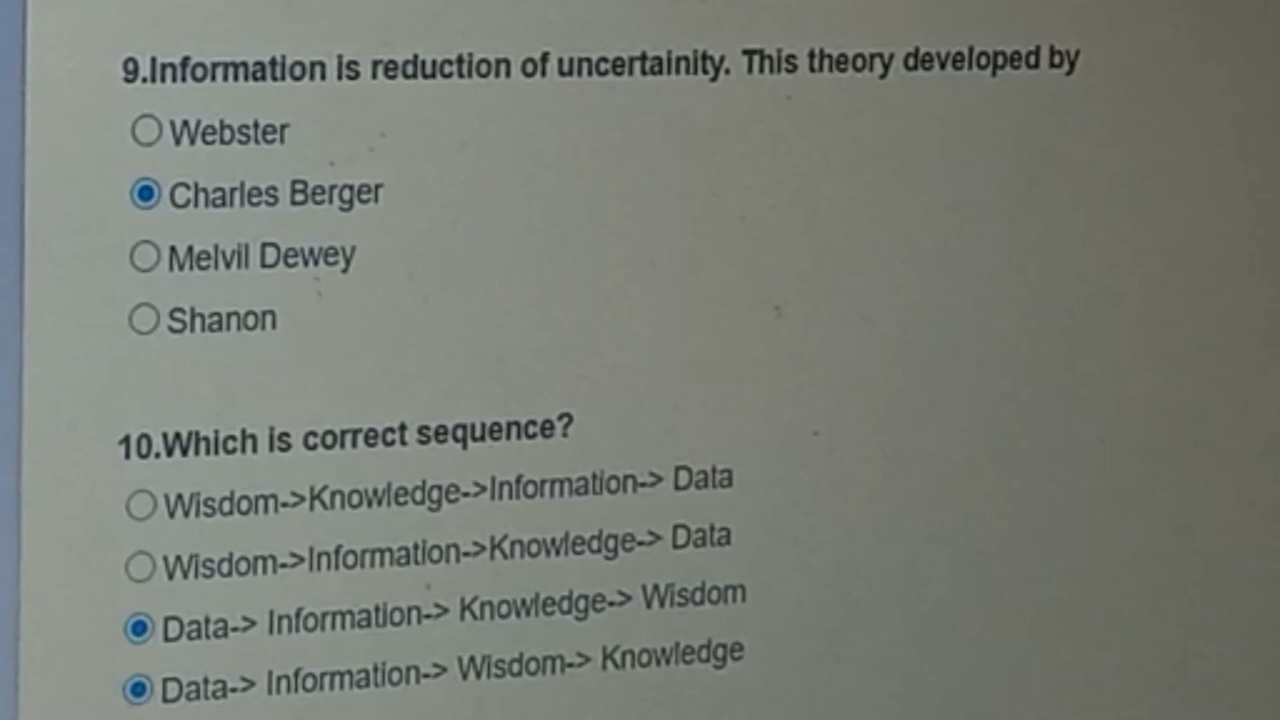 9.Information is reduction of uncertainity. This theory developed by
Webster
Charles Berger
Melvil Dewey
Shanon
10.Which is correct sequence?
Wisdom->Knowledge->Information-> Data
Wisdom->Information->Knowledge-> Data
Data-> Information-> Knowledge-> Wisdom
Data-> Information-> Wisdom-> Knowledge